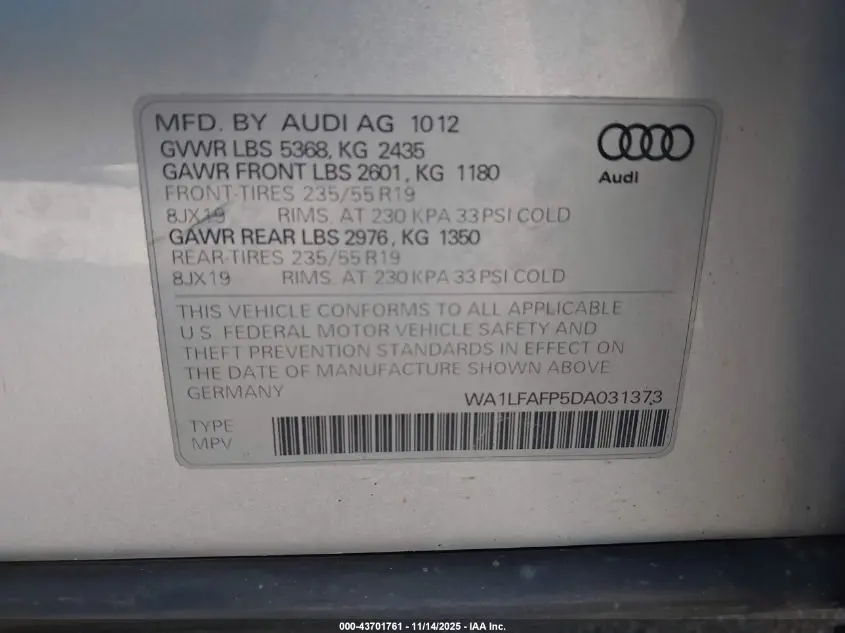 MFD. BY AUDI AG 1012
GVWR LBS 5368, KG 2435
GAWR FRONT LBS 2601, KG 1180
FRONT-TIRES 235/55 R19
8JX19 RIMS. AT 230 KPA 33 PSI COLD
GAWR REAR LBS 2976, KG 1350
REAR-TIRES 235/55 R19
8JX19 RIMS. AT 230 KPA 33 PSI COLD
Audi
THIS VEHICLE CONFORMS TO ALL APPLICABLE
U.S. FEDERAL MOTOR VEHICLE SAFETY AND
THEFT PREVENTION STANDARDS IN EFFECT ON
THE DATE OF MANUFACTURE SHOWN ABOVE
GERMANY WA1LFAFP5DA031373
TYPE
MPV
000-43701761 - 11/14/2025 - IAA Inc.